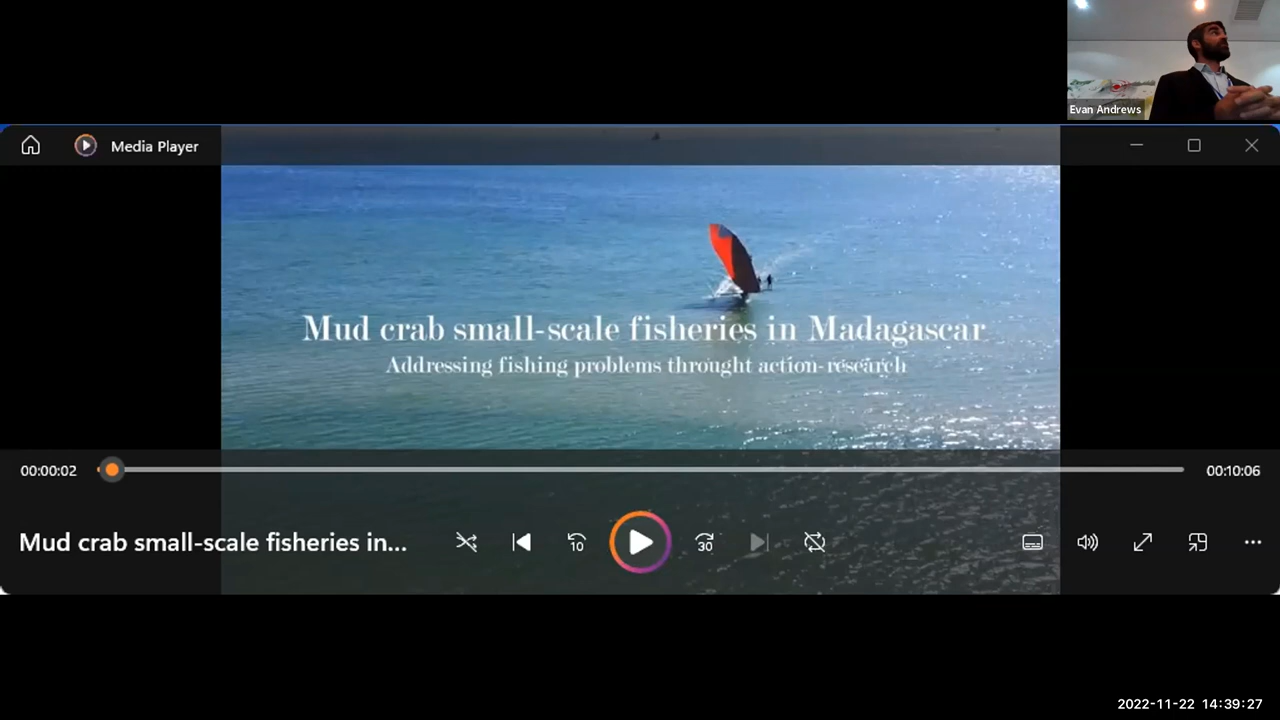 Evan Andrews
Media Player
Mud crab small-scale fisheries in Madagascar
Addressing fishing problems throught action-research
00:00:02
00:10:06
Mud crab small-scale fisheries in...
10
30
2022-11-22 14:39:27